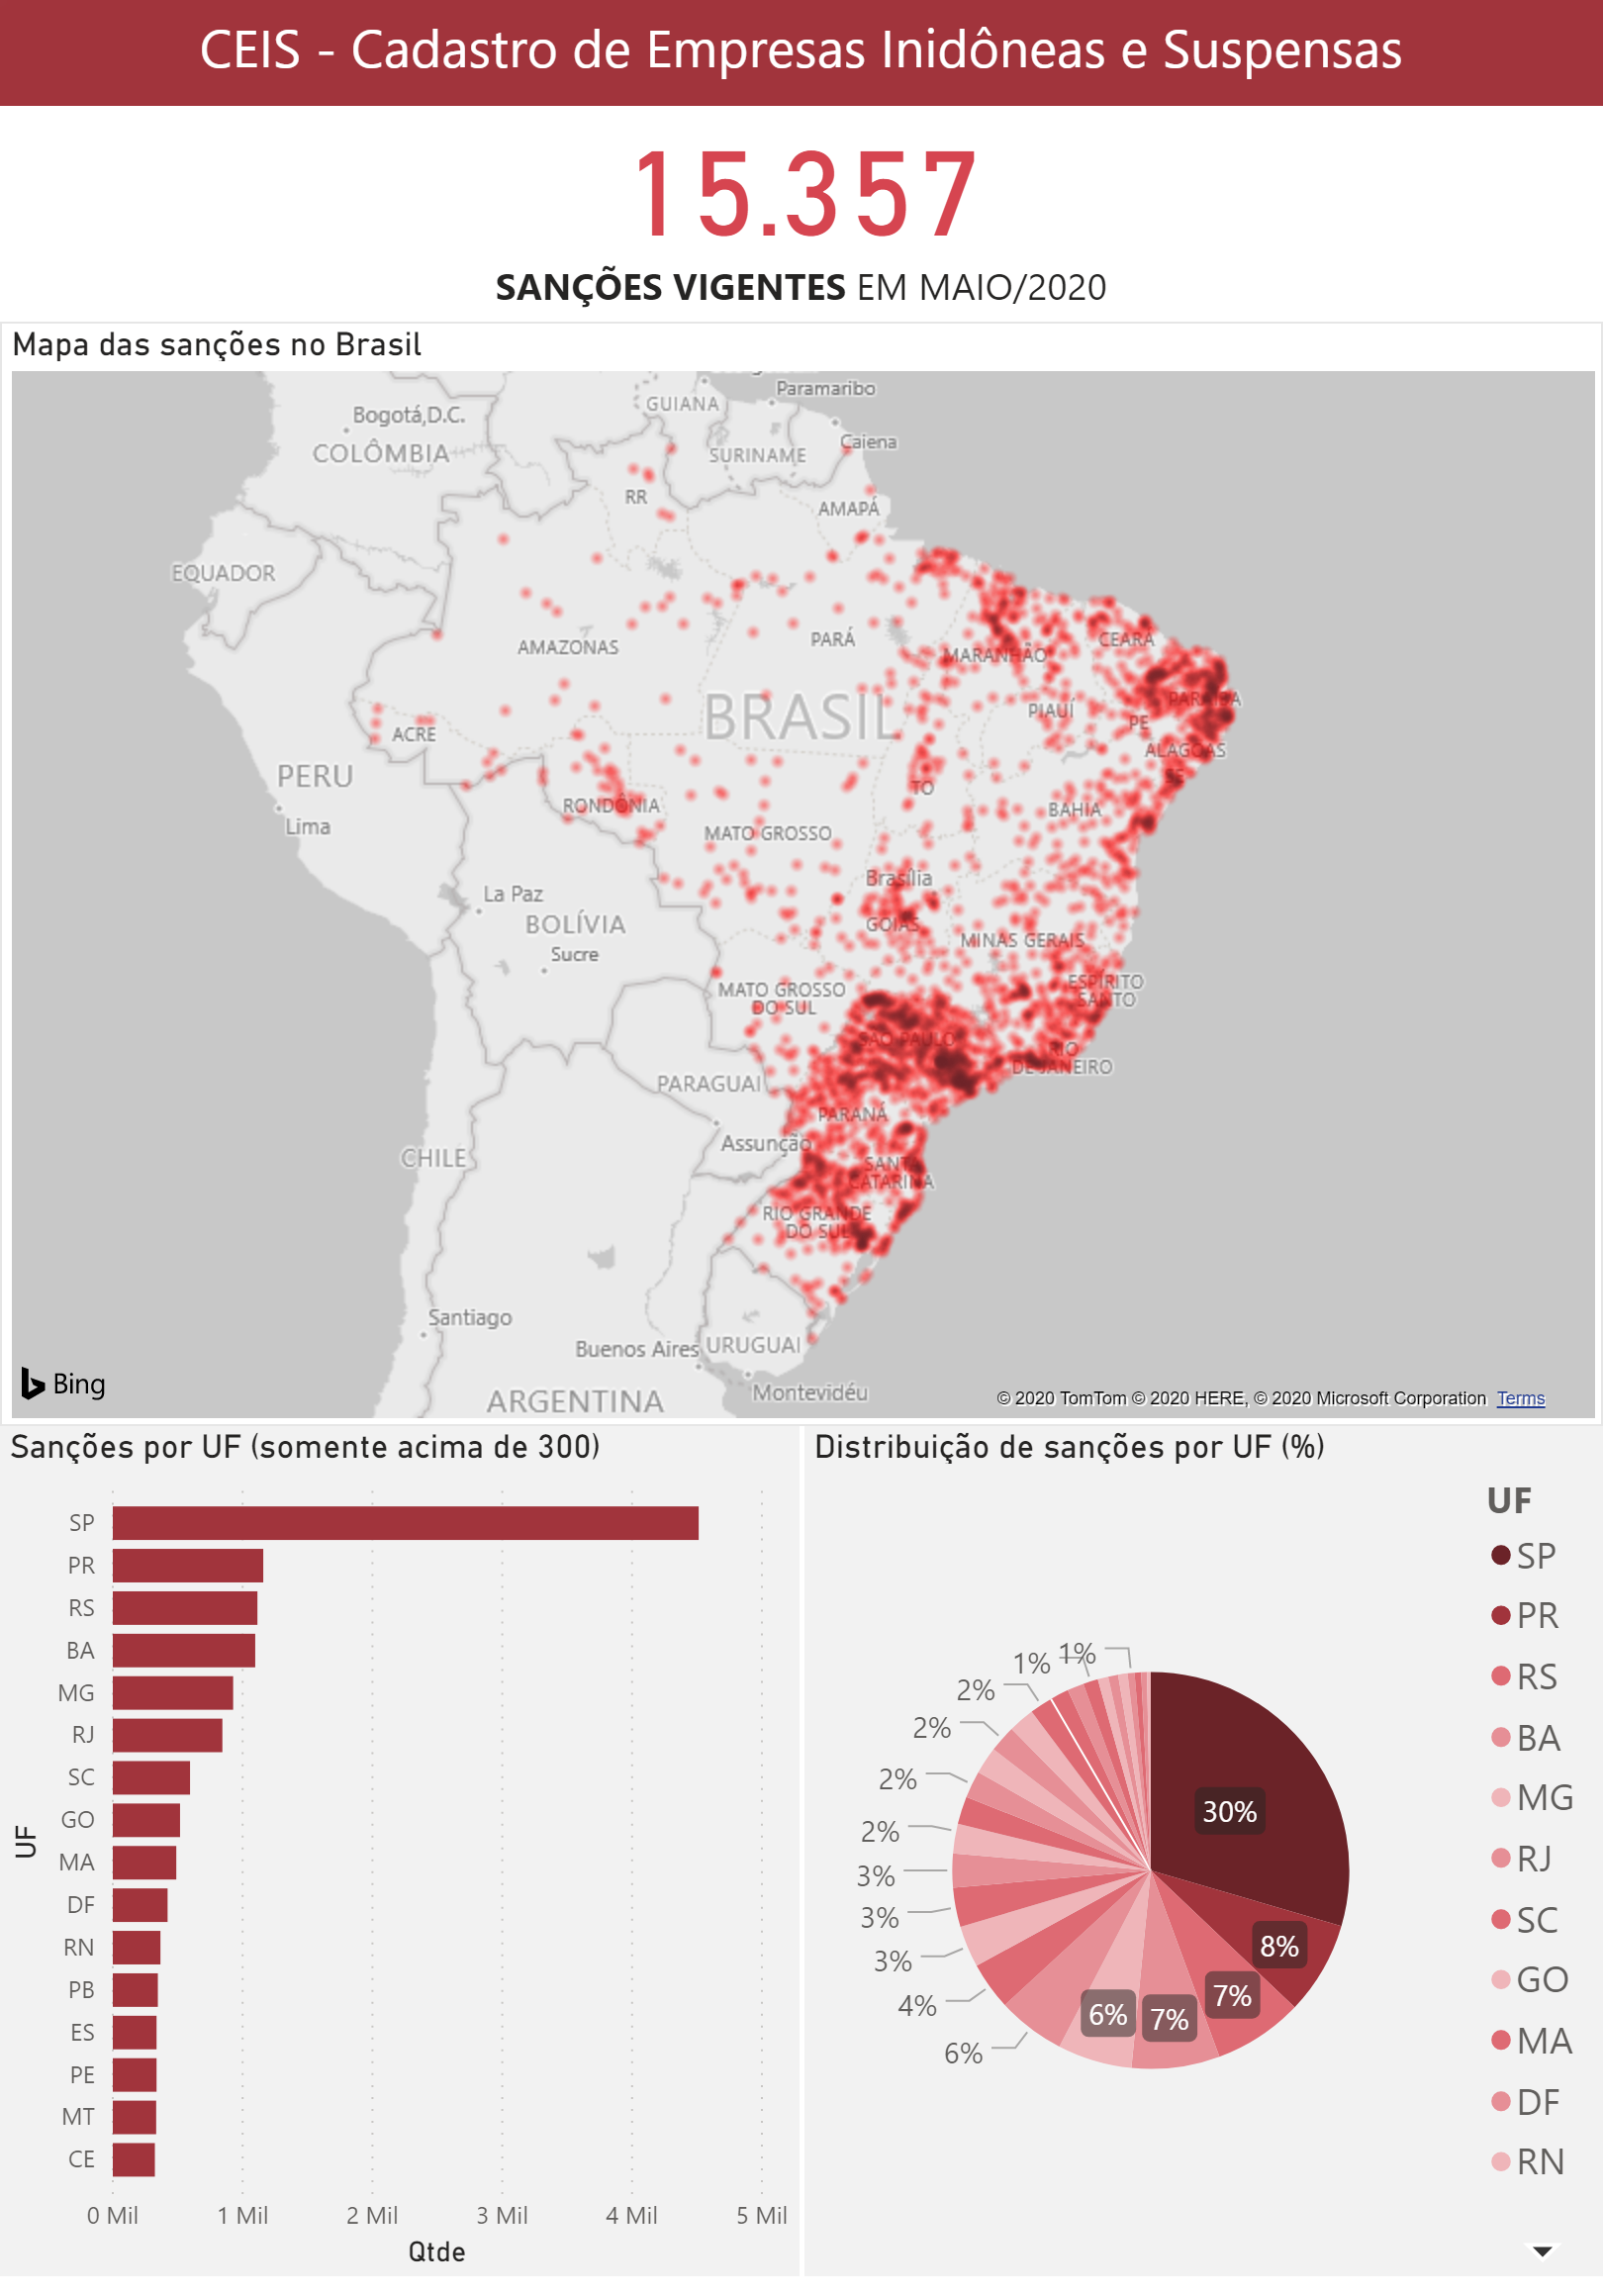 CEIS - Cadastro de Empresas Inidôneas e Suspensas
15.357
SANÇÕES VIGENTES EM MAIO/2020
Mapa das sanções no Brasil
Paramaribo
GUIANA
Bogotá,D.C.
Caiena
COLÔMBIA
SURINAME
RR
AMAPÁ
EQUADOR
AMAZONAS
PARÁ
MARANHÃO
CEARÁ
PARAÍBA
BRASIL
PIAUÍ
PE
ACRE
ALAGOAS
PERU
SE
TO
RONDÔNIA
BAHIA
Lima
MATO GROSSO
Brasília
La Paz
BOLÍVIA
GOIÁS
MINAS GERAIS
Sucre
ESPÍRITO
SANTO
MATO GROSSO
DO SUL
SÃO PAULO
RIO
DE JANEIRO
PARAGUAI
PARANÁ
Assunção
CHILE
SANTA
CATARINA
RIO GRANDE
DO SUL
Santiago
Buenos Aires
URUGUAI
Bing
Montevidéu
ARGENTINA
© 2020 TomTom © 2020 HERE, © 2020 Microsoft Corporation Terms
Sanções por UF (somente acima de 300)
SP
PR
RS
BA
MG
RJ
SC
GO
MA
DF
RN
PB
ES
PE
MT
CE
UF
0 Mil 1 Mil 2 Mil 3 Mil 4 Mil 5 Mil
Qtde
Distribuição de sanções por UF (%)
30%
8%
7%
7%
6%
6%
4%
3%
3%
3%
2%
2%
2%
2%
1%
1%
UF
SP
PR
RS
BA
MG
RJ
SC
GO
MA
DF
RN